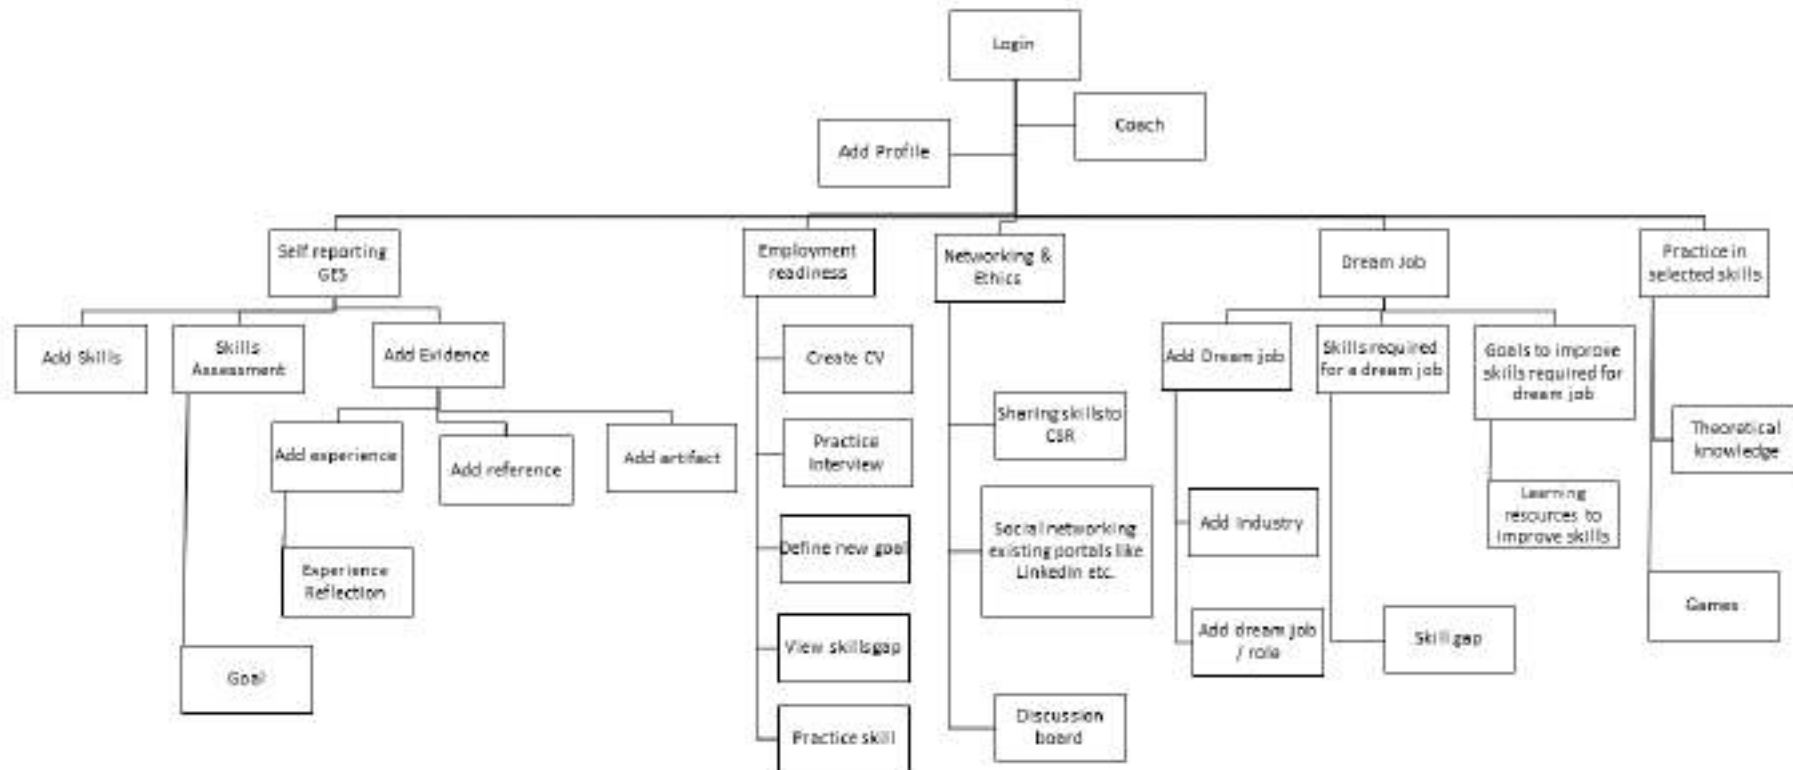 Login
Coach
Add Profile
Self reporting
GES
Employment
readiness
Networking &
Ethics
Dream Job
Practice in
selected skills
Add Skills
Skills
Assessment
Add Evidence
Create CV
Add Dream job
Skills required
for a dream job
Goals to improve
skills required for
dream job
Add experience
Add reference
Add artifact
Practice
Interview
Sharing skills to
CSR
Theoretical
knowledge
Experience
Reflection
Define new goal
Social networking
existing portals like
LinkedIn etc.
Add Industry
Learning
resources to
improve skills
Goal
View skills gap
Add dream job
/ role
Skill gap
Games
Practice skill
Discussion
board